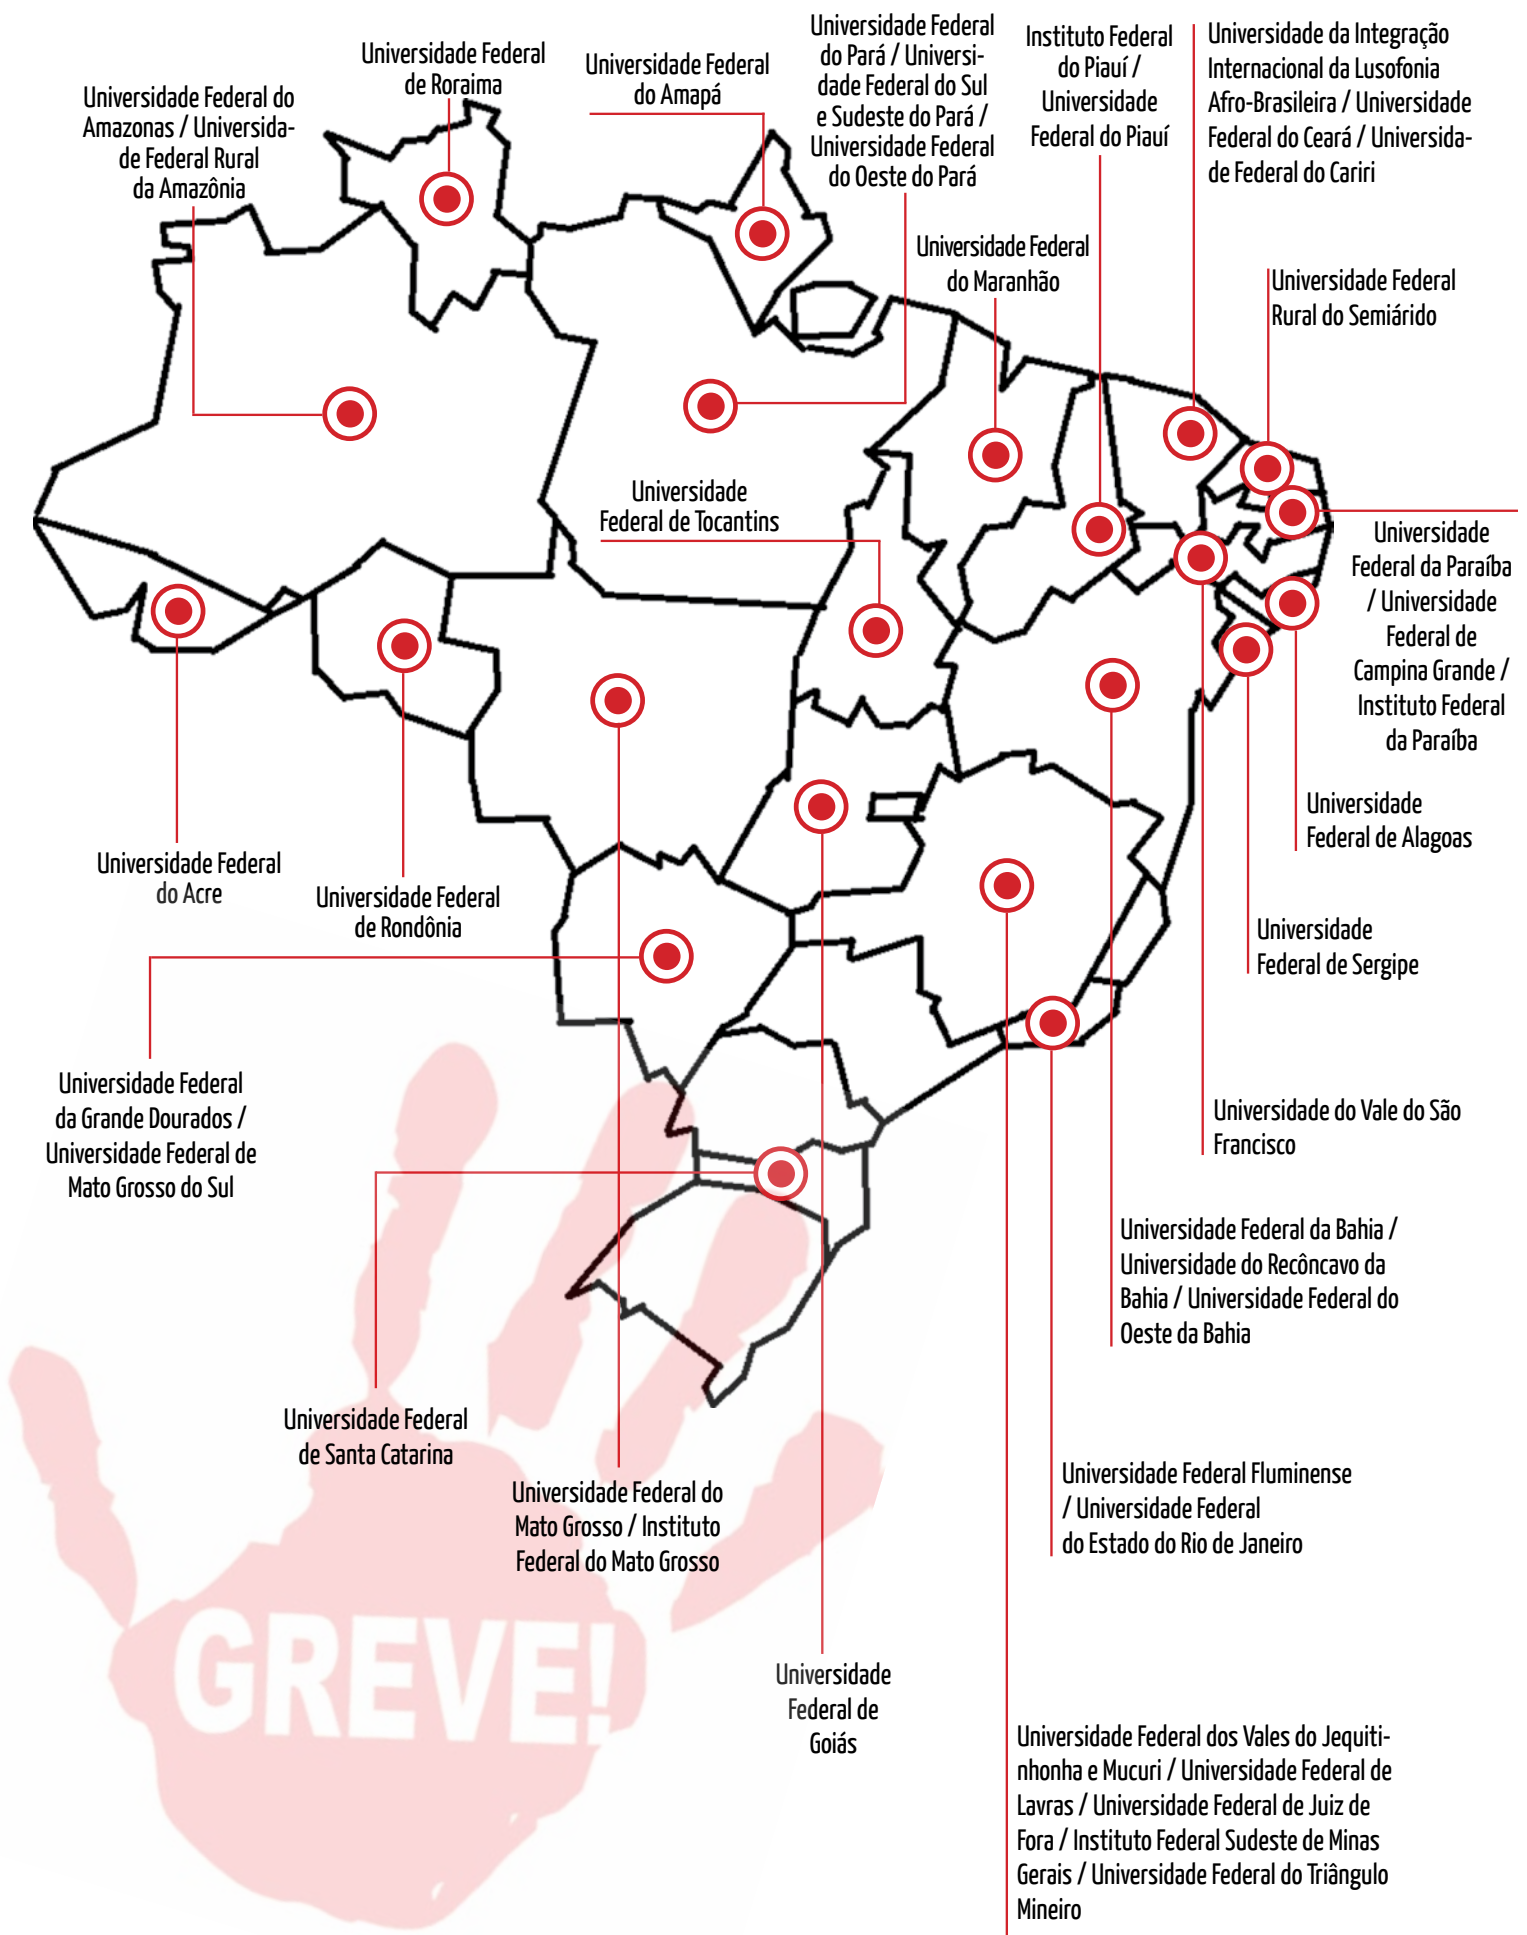 Universidade Federal do
Amazonas / Universida-
de Federal Rural
da Amazônia
Universidade Federal
de Roraima
Universidade Federal
do Amapá
Universidade Federal
do Pará / Universi-
dade Federal do Sul
e Sudeste do Pará /
Universidade Federal
do Oeste do Pará
Instituto Federal
do Piauí /
Universidade
Federal do Piauí
Universidade da Integração
Internacional da Lusofonia
Afro-Brasileira / Universidade
Federal do Ceará / Universida-
de Federal do Cariri
Universidade Federal
do Maranhão
Universidade Federal
Rural do Semiárido
Universidade
Federal de Tocantins
Universidade
Federal da Paraíba
/ Universidade
Federal de
Campina Grande /
Instituto Federal
da Paraíba
Universidade
Federal de Alagoas
Universidade Federal
do Acre
Universidade Federal
de Rondônia
Universidade
Federal de Sergipe
Universidade Federal
da Grande Dourados /
Universidade Federal de
Mato Grosso do Sul
Universidade do Vale do São
Francisco
Universidade Federal da Bahia /
Universidade do Recôncavo da
Bahia / Universidade Federal do
Oeste da Bahia
Universidade Federal
de Santa Catarina
Universidade Federal do
Mato Grosso / Instituto
Federal do Mato Grosso
Universidade Federal Fluminense
/ Universidade Federal
do Estado do Rio de Janeiro
GREVE!
Universidade
Federal de
Goiás
Universidade Federal dos Vales do Jequiti-
nhonha e Mucuri / Universidade Federal de
Lavras / Universidade Federal de Juiz de
Fora / Instituto Federal Sudeste de Minas
Gerais / Universidade Federal do Triângulo
Mineiro